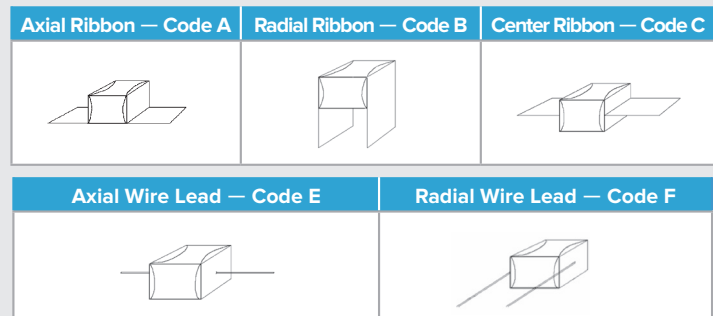 Axial Ribbon — Code A
Radial Ribbon — Code B
Center Ribbon — Code C
Axial Wire Lead — Code E
Radial Wire Lead — Code F